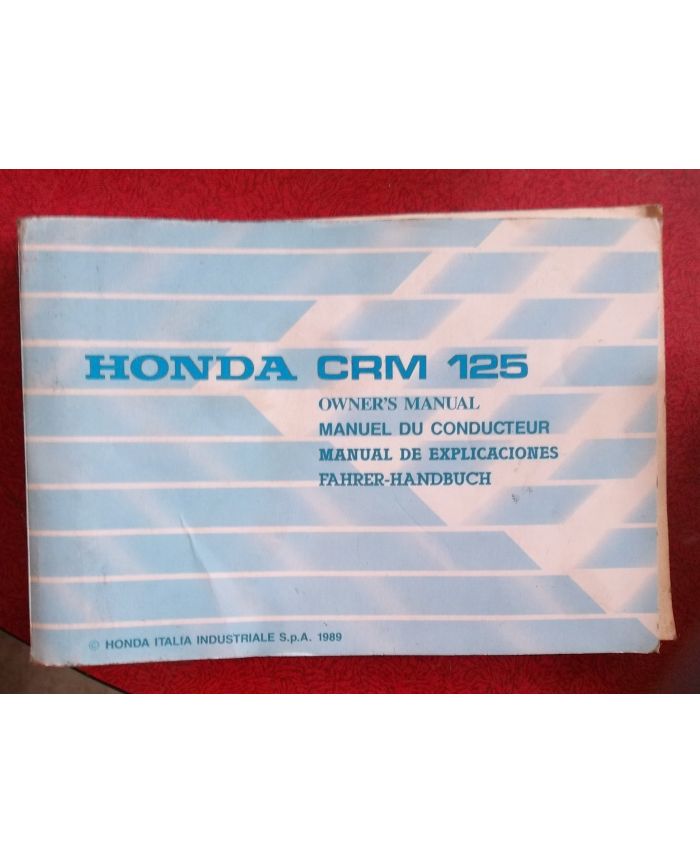 HONDA CRM 125
OWNER'S MANUAL
MANUEL DU CONDUCTEUR
MANUAL DE EXPLICACIONES
FAHRER-HANDBUCH
© HONDA ITALIA INDUSTRIALE S.p.A. 1989